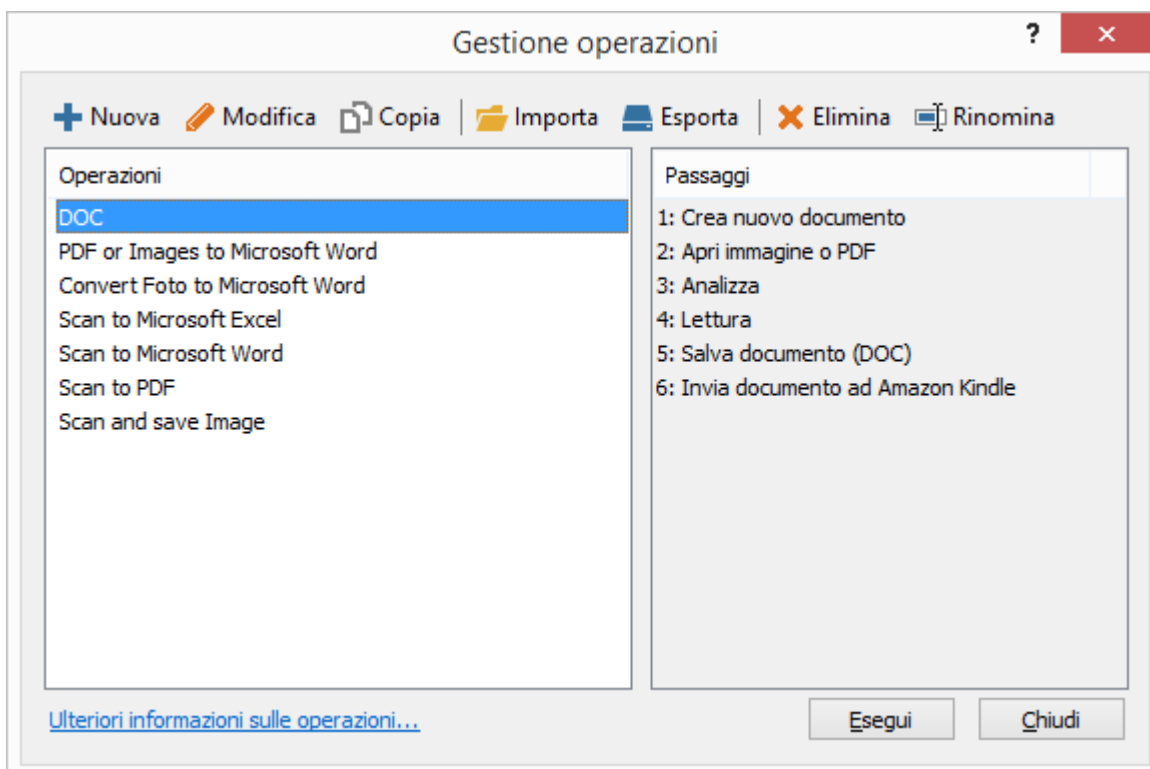 Gestione operazioni ?
Nuova Modifica Copia Importa Esporta Elimina Rinomina
Operazioni
DOC
PDF or Images to Microsoft Word
Convert Foto to Microsoft Word
Scan to Microsoft Excel
Scan to Microsoft Word
Scan to PDF
Scan and save Image
Passaggi
1: Crea nuovo documento
2: Apri immagine o PDF
3: Analizza
4: Lettura
5: Salva documento (DOC)
6: Invia documento ad Amazon Kindle
Ulteriori informazioni sulle operazioni...
Esegui Chiudi